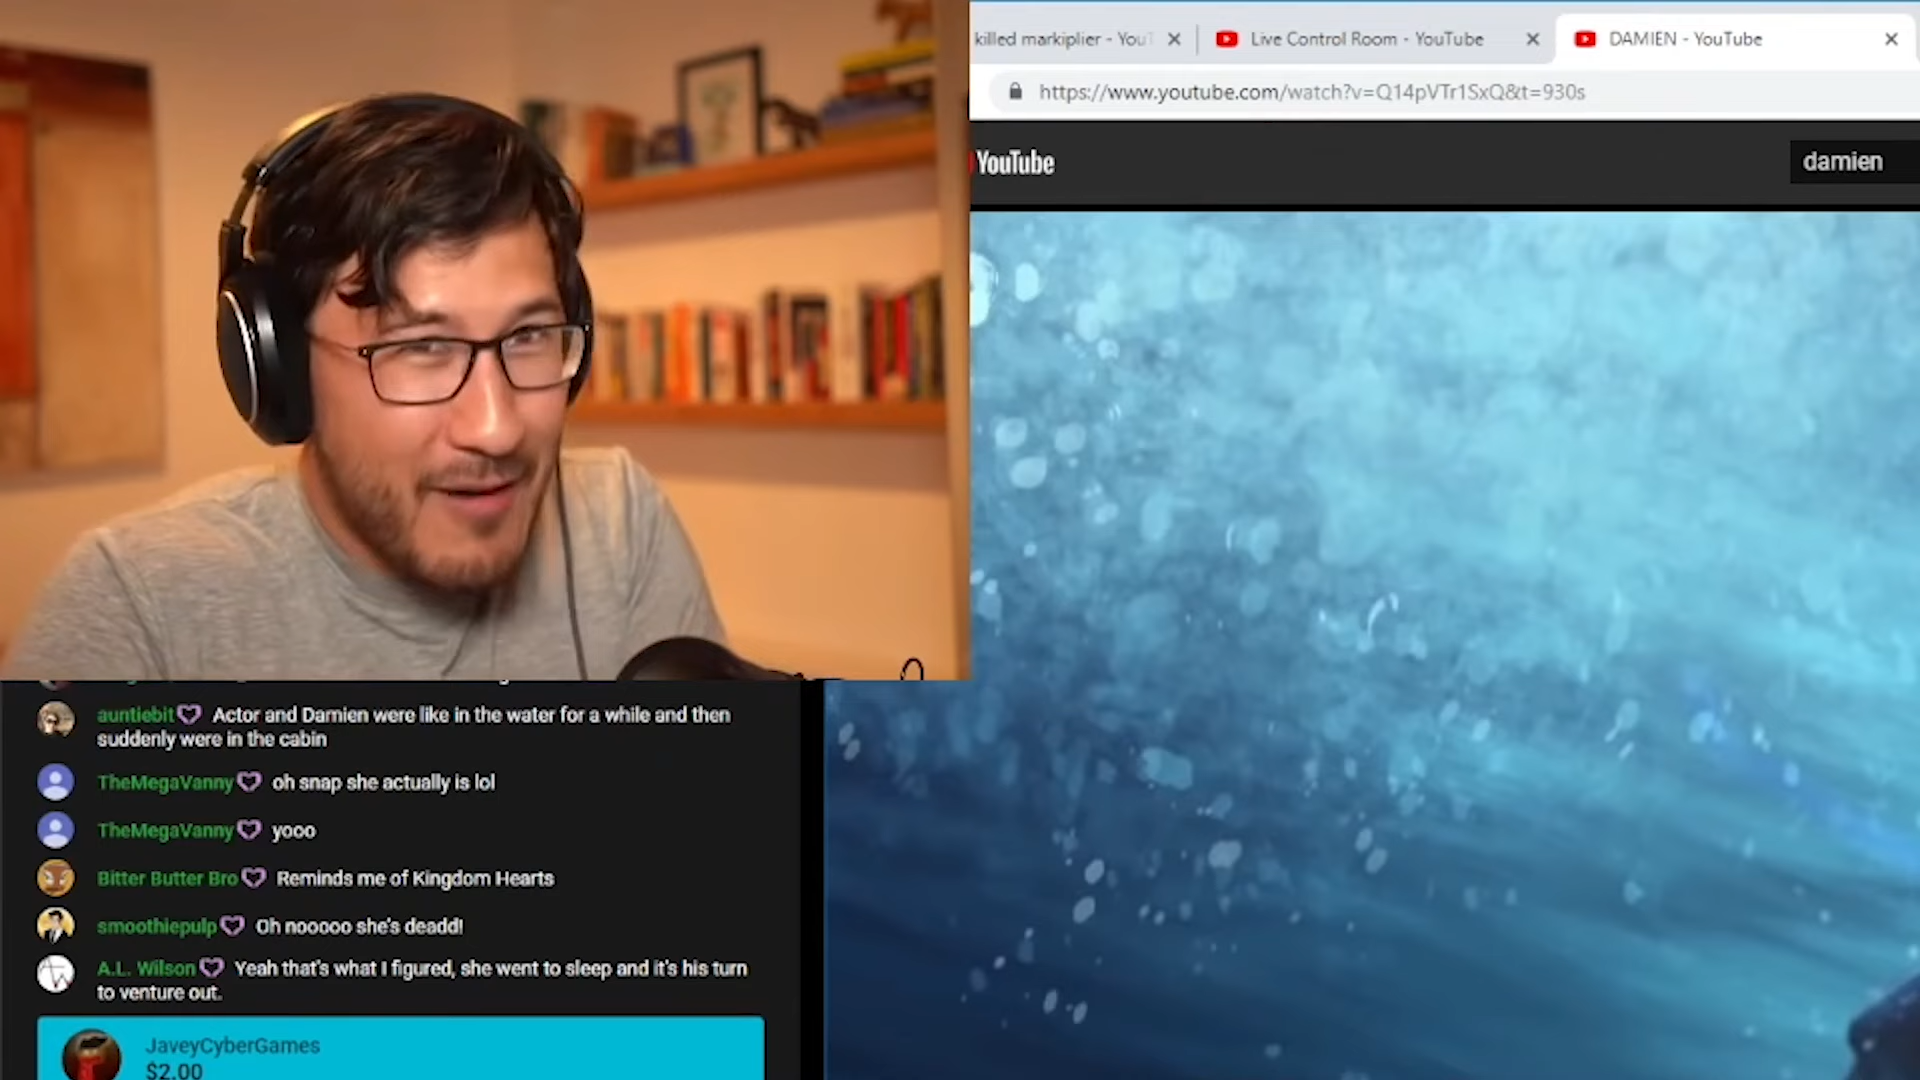 killed markiplier - YouT
Live Control Room - YouTube
DAMIEN - YouTube
https://www.youtube.com/watch?v=Q14pVTr1SxQ&t=930s
YouTube
damien
auntiebit Actor and Damien were like in the water for a while and then
suddenly were in the cabin
TheMegaVanny oh snap she actually is lol
TheMegaVanny yooo
Bitter Butter Bro Reminds me of Kingdom Hearts
smoothiepulp Oh nooooo she's deadd!
A.L. Wilson Yeah that's what I figured, she went to sleep and it's his turn
to venture out.
JaveyCyberGames
$2.00